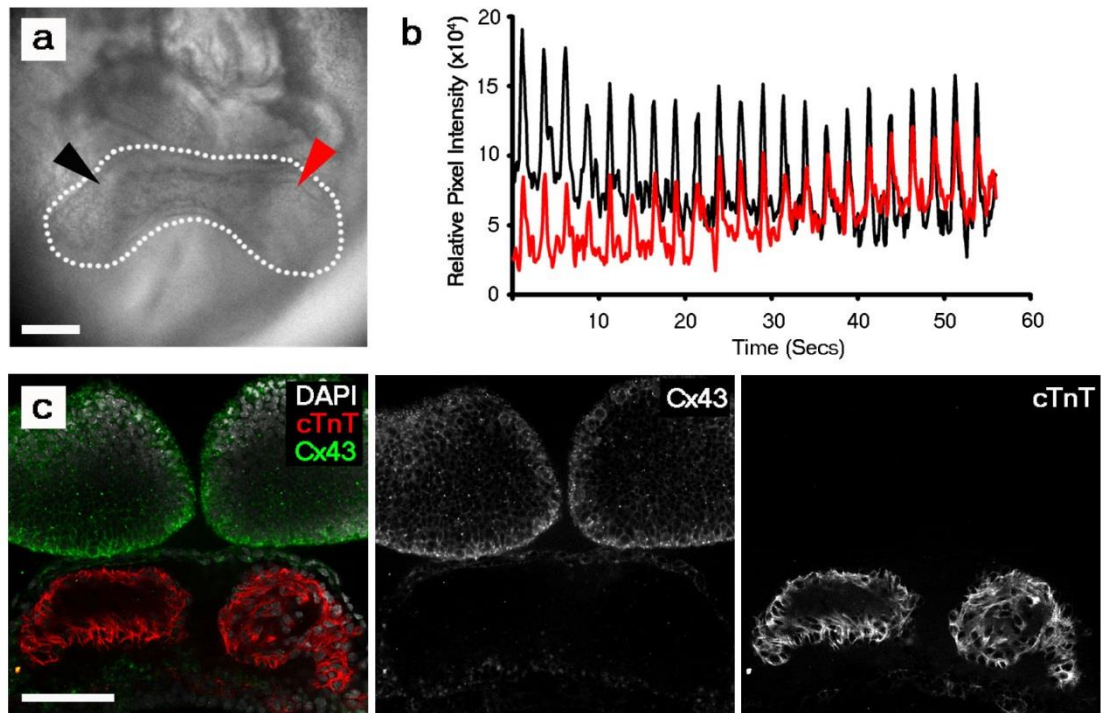 a
b
Relative Pixel Intensity (x10⁴)
20
15
10
5
0
10 20 30 40 50 60
Time (Secs)
c
DAPI
cTnT
Cx43
Cx43
cTnT